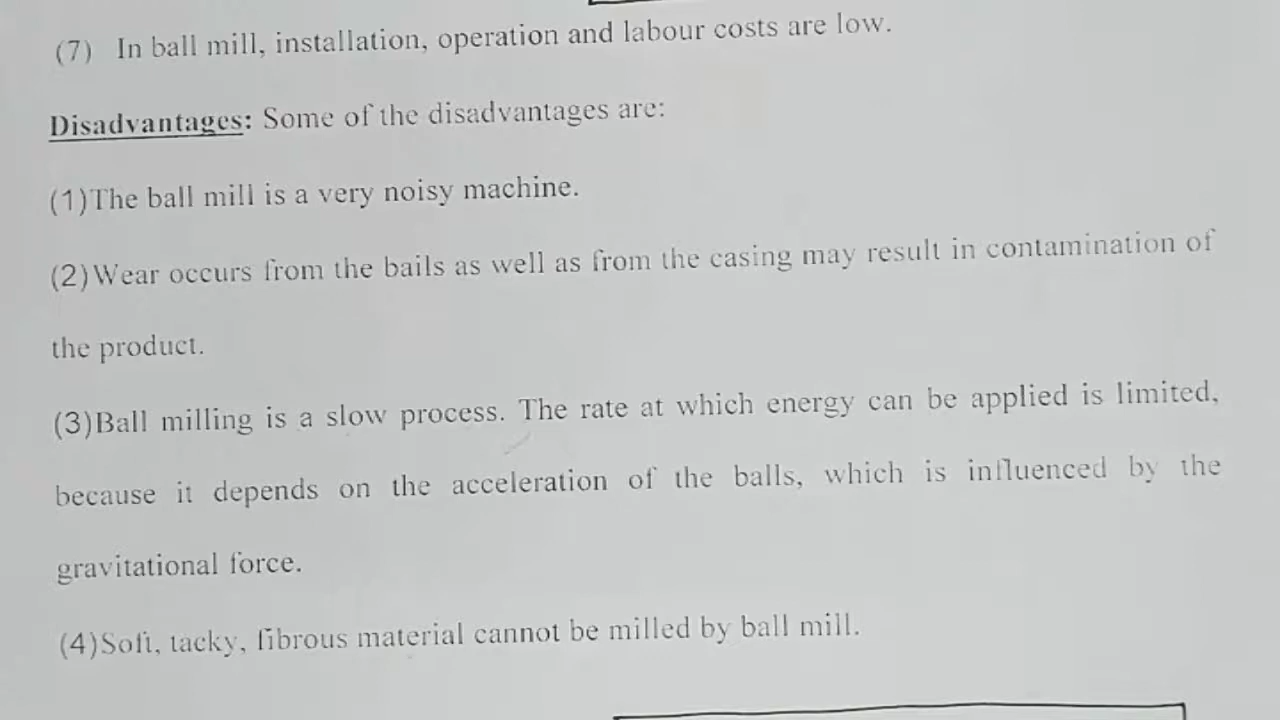 (7) In ball mill, installation, operation and labour costs are low.
Disadvantages: Some of the disadvantages are:
(1)The ball mill is a very noisy machine.
(2)Wear occurs from the bails as well as from the casing may result in contamination of
the product.
(3)Ball milling is a slow process. The rate at which energy can be applied is limited,
because it depends on the acceleration of the balls, which is influenced by the
gravitational force.
(4)Soft, tacky, fibrous material cannot be milled by ball mill.